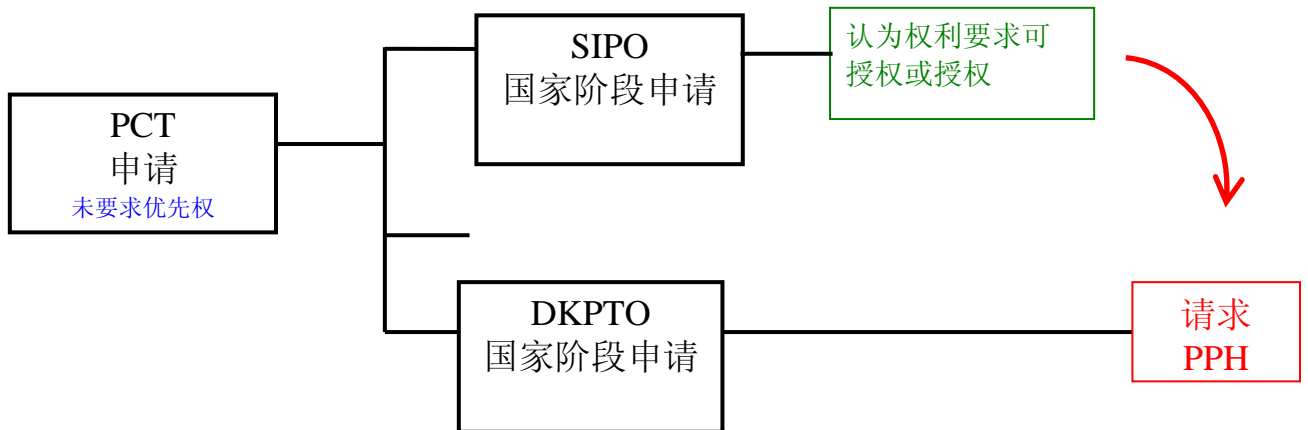 PCT
申请
未要求优先权
SIPO
国家阶段申请
认为权利要求可
授权或授权
DKPTO
国家阶段申请
请求
PPH